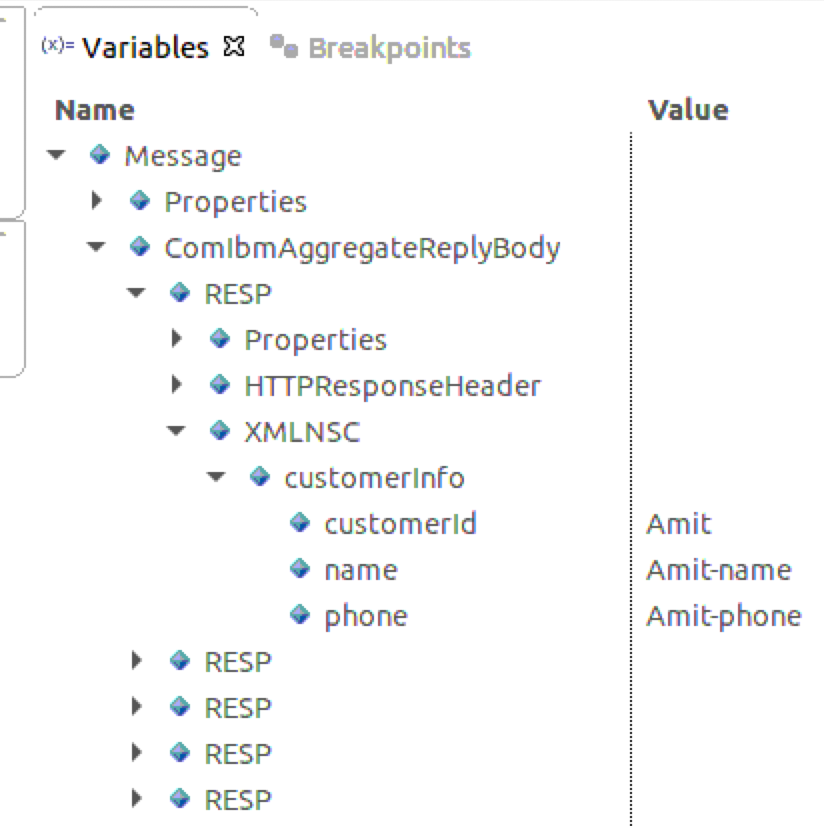 (x)= Variables Breakpoints
Name Value
Message
Properties
ComIbmAggregateReplyBody
RESP
Properties
HTTPResponseHeader
XMLNSC
customerInfo
customerId Amit
name Amit-name
phone Amit-phone
RESP
RESP
RESP
RESP